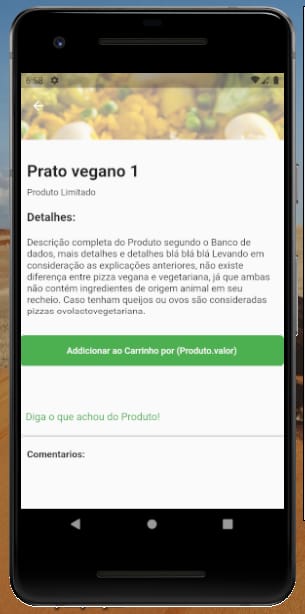 6:58
Prato vegano 1
Produto Limitado
Detalhes:
Descrição completa do Produto segundo o Banco de
dados, mais detalhes e detalhes blá blá blá Levando em
consideração as explicações anteriores, não existe
diferença entre pizza vegana e vegetariana, já que ambas
não contém ingredientes de origem animal em seu
recheio. Caso tenham queijos ou ovos são consideradas
pizzas ovolactovegetariana.
Addicionar ao Carrinho por (Produto.valor)
Diga o que achou do Produto!
Comentarios: